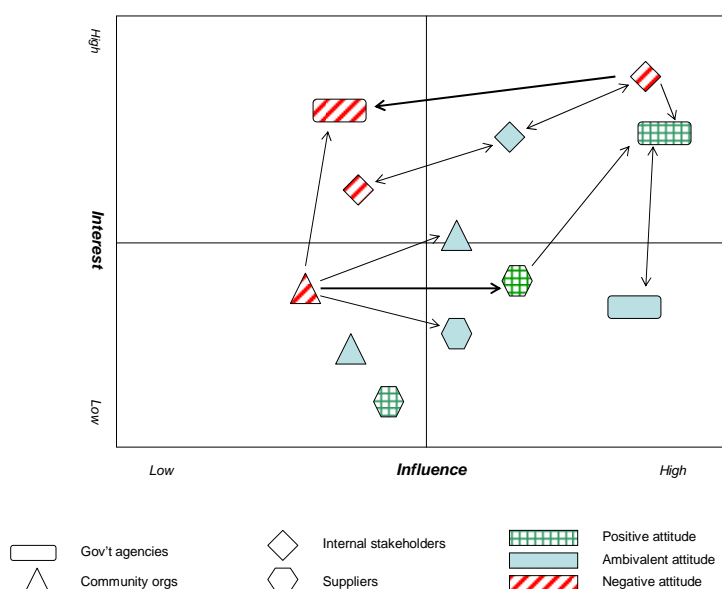 High
Interest
Low
Low
Influence
High
Gov't agencies
Internal stakeholders
Positive attitude
Ambivalent attitude
Community orgs
Suppliers
Negative attitude